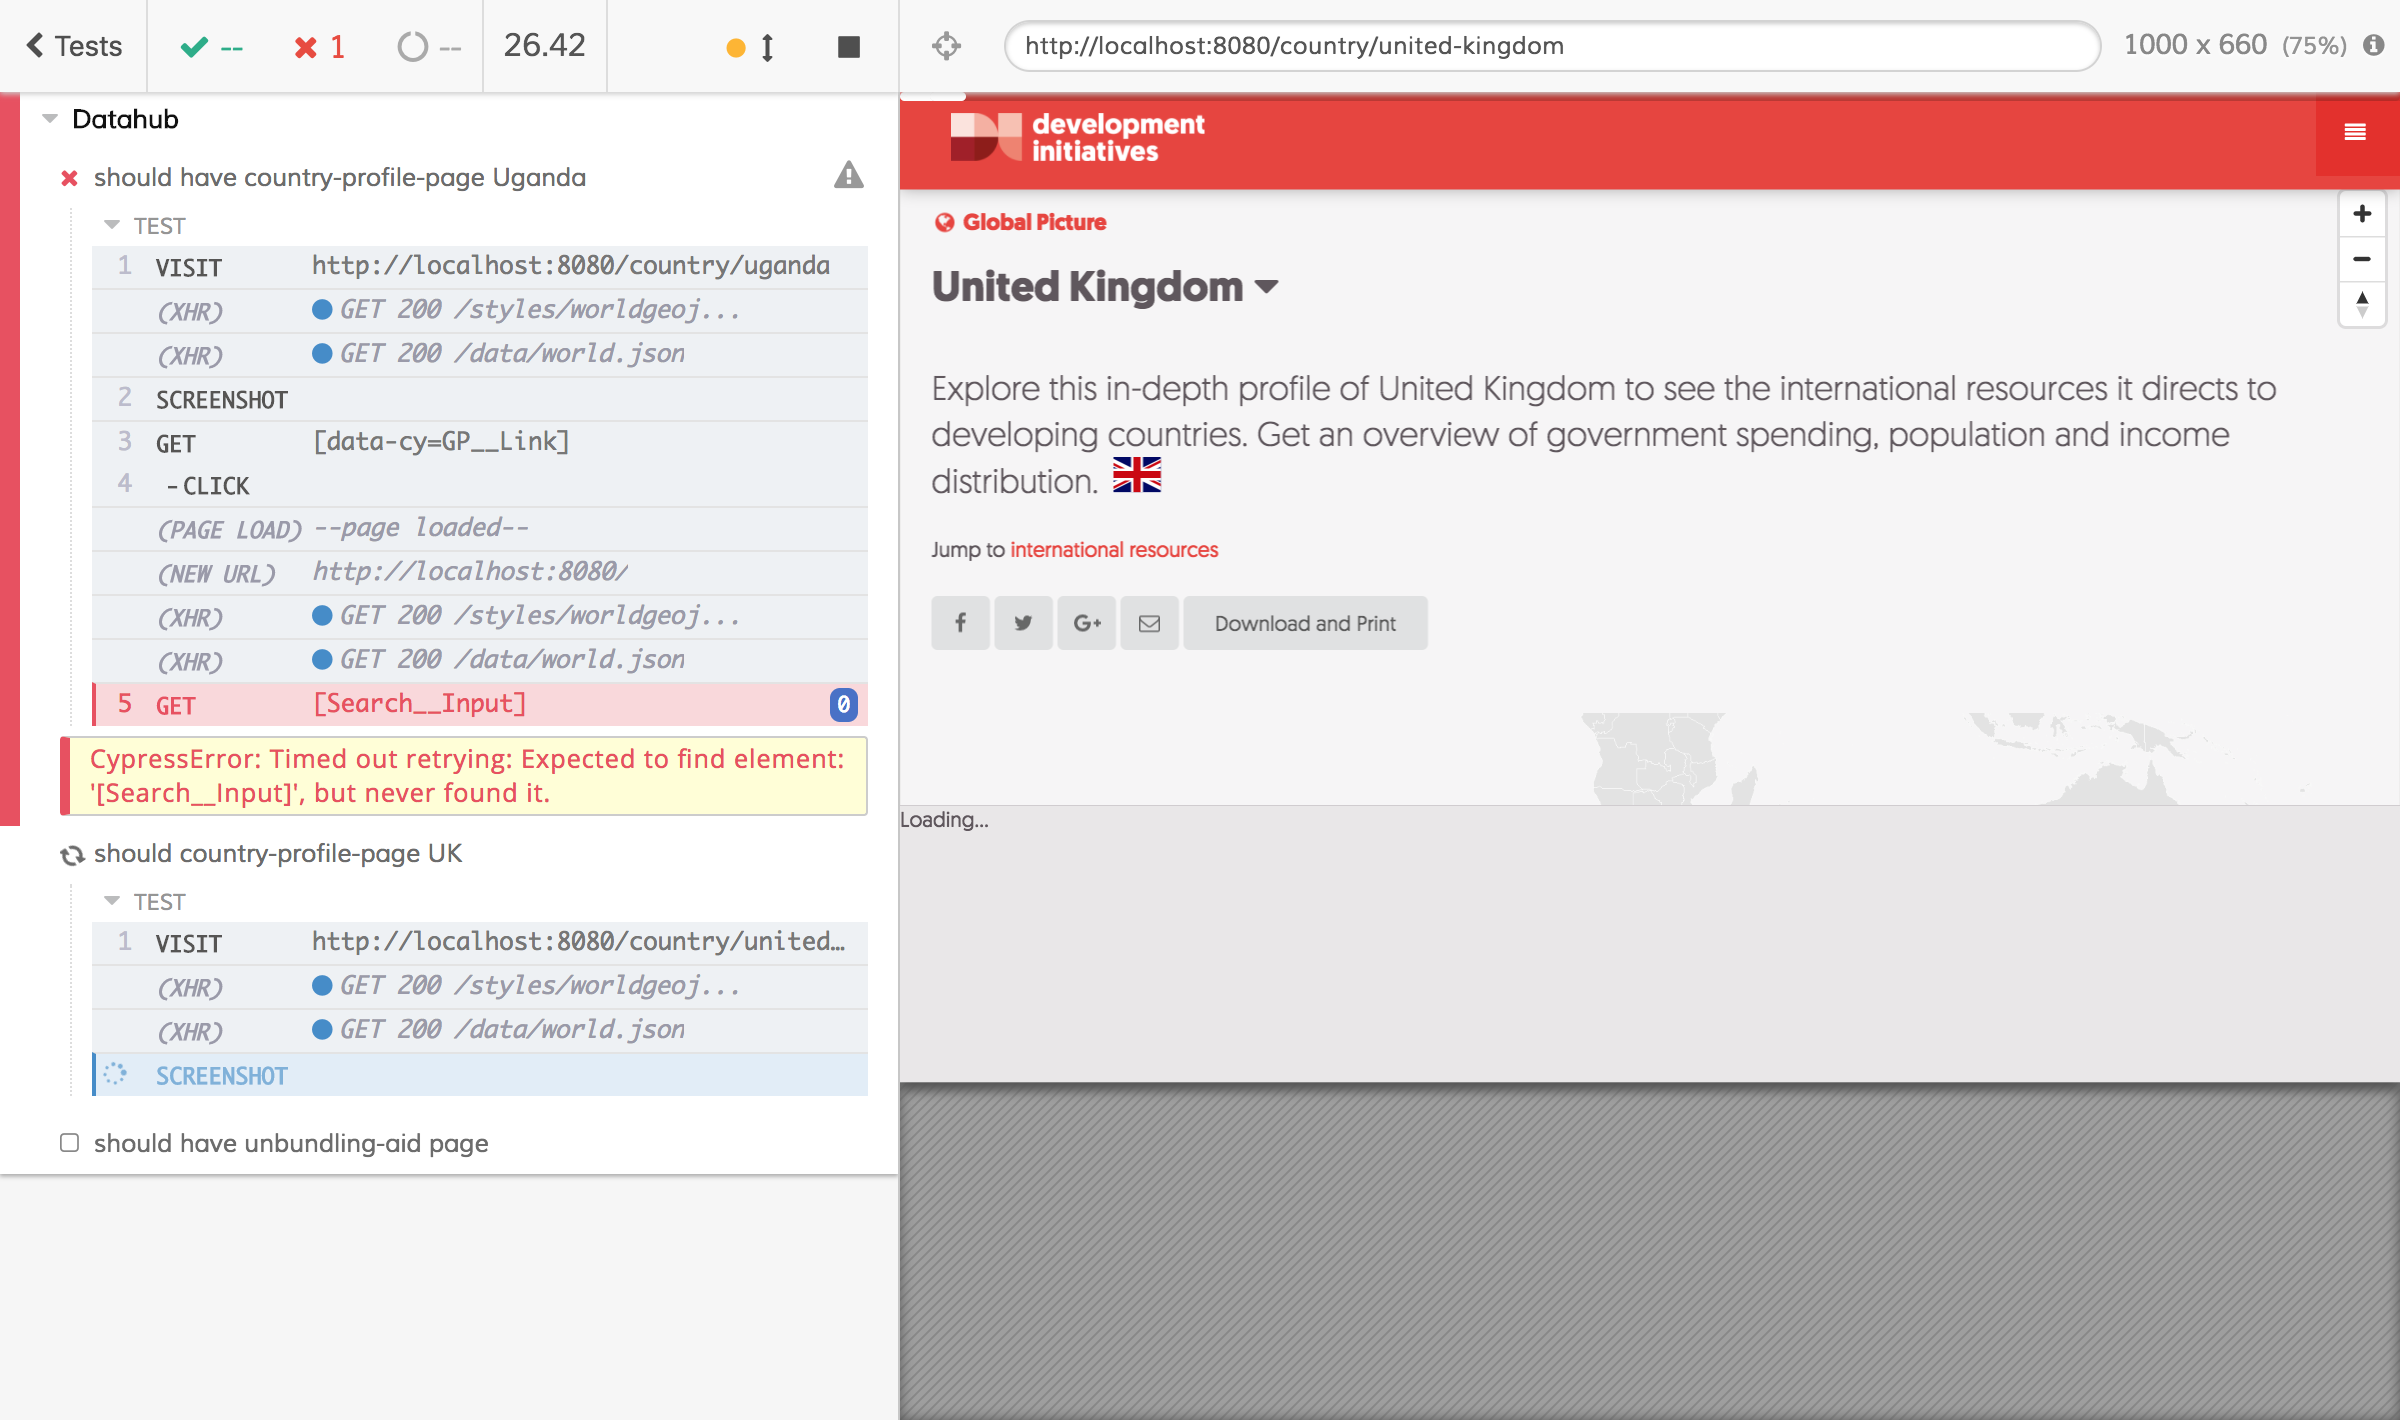 Tests
--
1
--
26.42
http://localhost:8080/country/united-kingdom
1000 x 660 (75%)
Datahub
should have country-profile-page Uganda
TEST
1 VISIT http://localhost:8080/country/uganda
(XHR) GET 200 /styles/worldgeoj...
(XHR) GET 200 /data/world.json
2 SCREENSHOT
3 GET [data-cy=GP__Link]
4 -CLICK
(PAGE LOAD) --page loaded--
(NEW URL) http://localhost:8080/
(XHR) GET 200 /styles/worldgeoj...
(XHR) GET 200 /data/world.json
5 GET [Search__Input] 0
CypressError: Timed out retrying: Expected to find element:
'[Search__Input]', but never found it.
should country-profile-page UK
TEST
1 VISIT http://localhost:8080/country/united…
(XHR) GET 200 /styles/worldgeoj...
(XHR) GET 200 /data/world.json
SCREENSHOT
should have unbundling-aid page
development
initiatives
Global Picture
United Kingdom
Explore this in-depth profile of United Kingdom to see the international resources it directs to
developing countries. Get an overview of government spending, population and income
distribution.
Jump to international resources
G+
Download and Print
Loading...